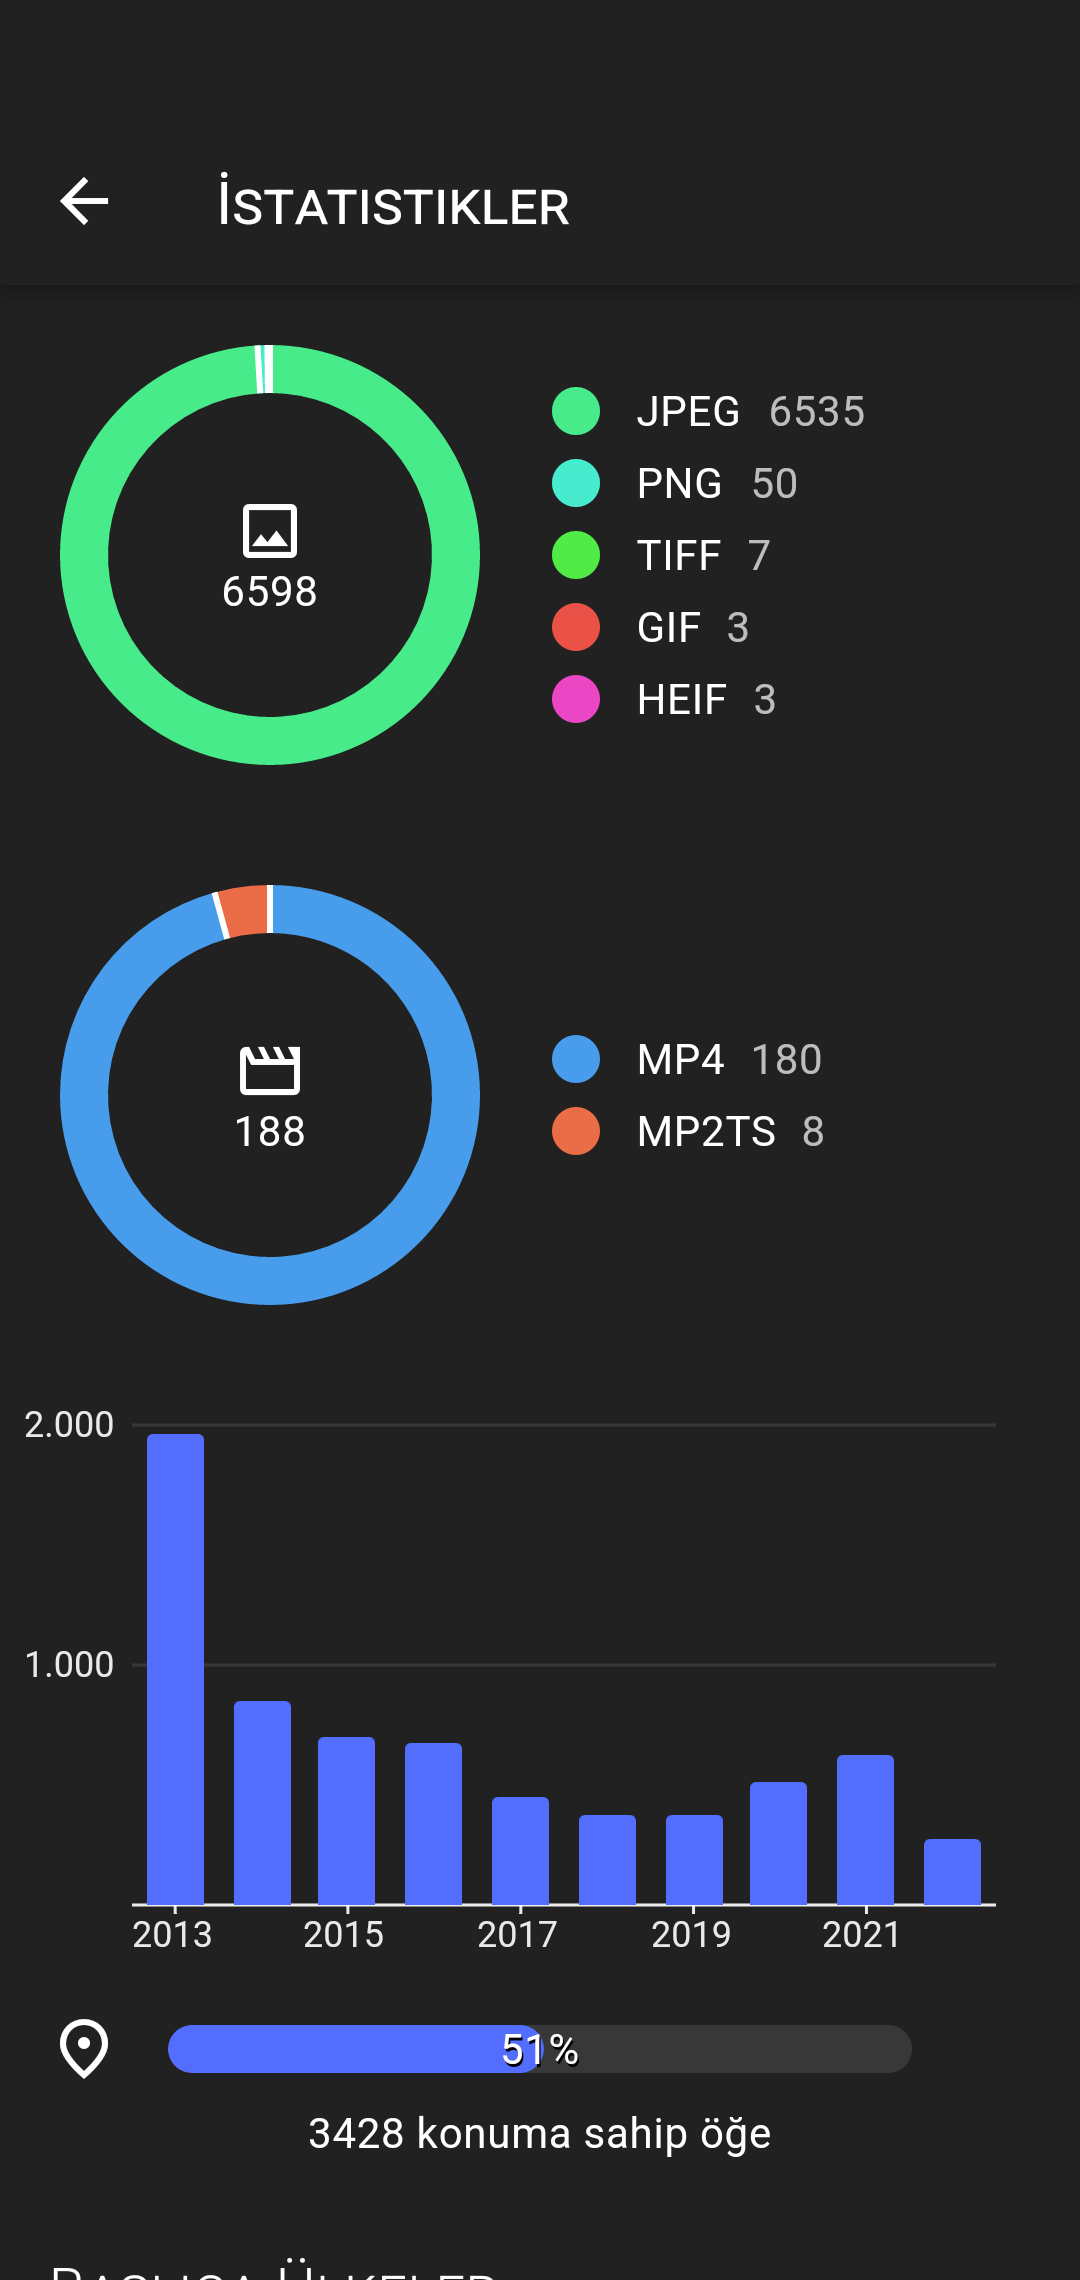 İSTATISTIKLER
6598
JPEG 6535
PNG 50
TIFF 7
GIF 3
HEIF 3
188
MP4 180
MP2TS 8
2.000
1.000
2013 2015 2017 2019 2021
51%
3428 konuma sahip öğe